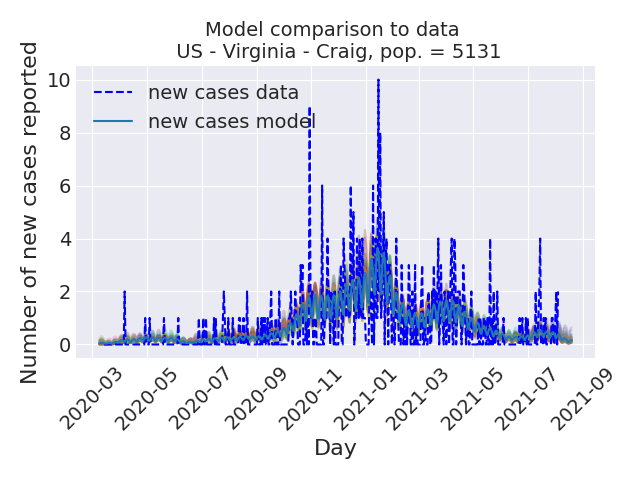 Model comparison to data
US - Virginia - Craig, pop. = 5131
Number of new cases reported
10
8
6
4
2
0
new cases data
new cases model
2020-03
2020-05
2020-07
2020-09
2020-11
2021-01
2021-03
2021-05
2021-07
2021-09
Day